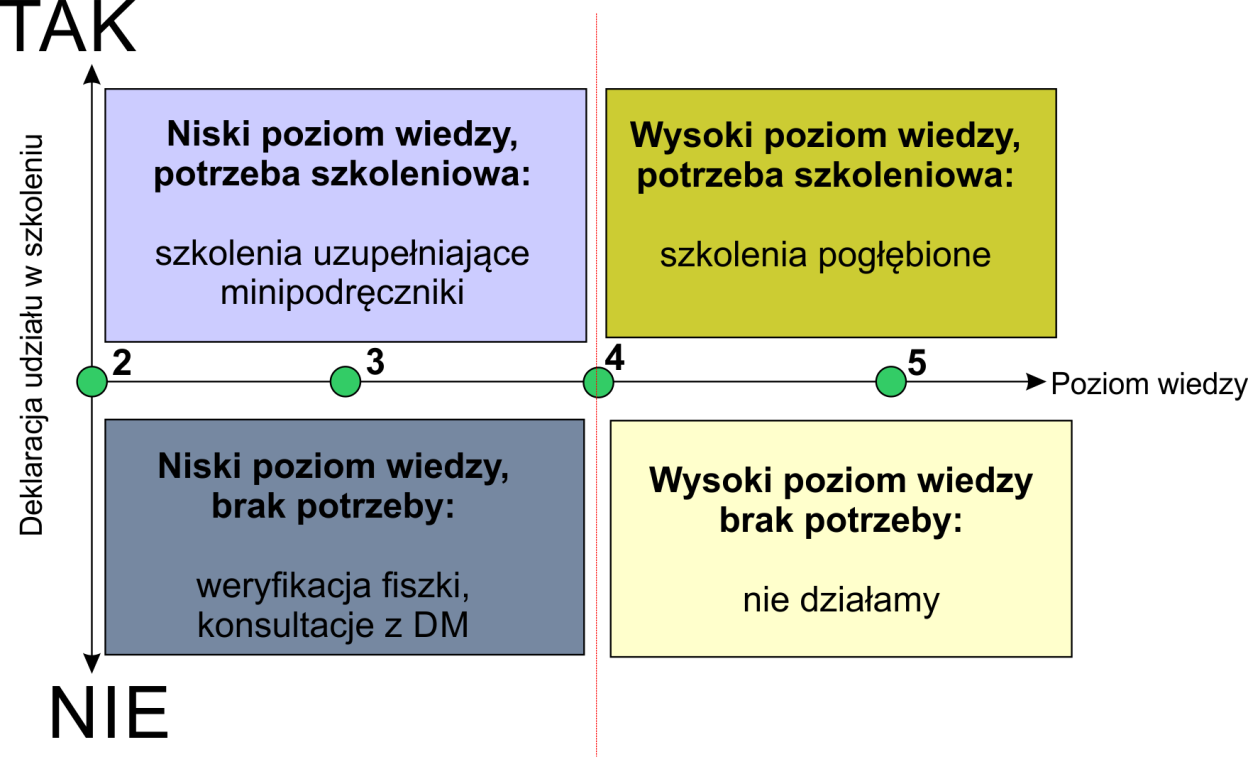 TAK
Deklaracja udziału w szkoleniu
Niski poziom wiedzy,
potrzeba szkoleniowa:
szkolenia uzupełniające
minipodręczniki
Wysoki poziom wiedzy,
potrzeba szkoleniowa:
szkolenia pogłębione
2
3
4
5
Poziom wiedzy
Niski poziom wiedzy,
brak potrzeby:
weryfikacja fiszki,
konsultacje z DM
Wysoki poziom wiedzy
brak potrzeby:
nie działamy
NIE